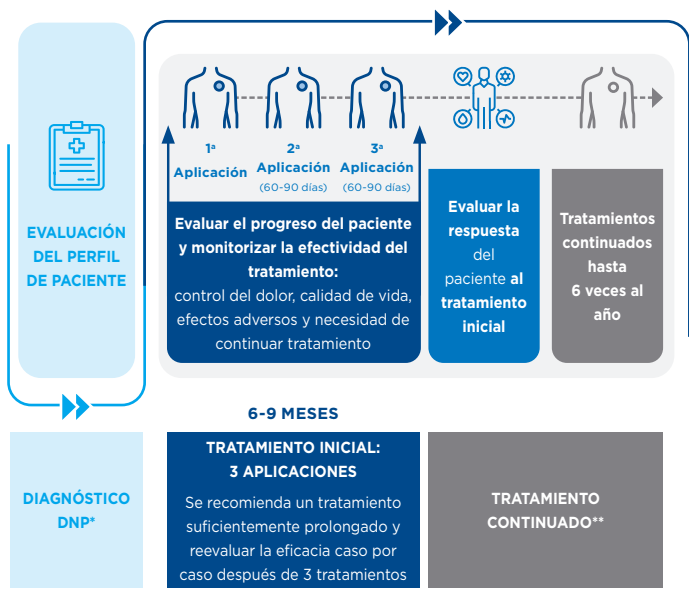 EVALUACIÓN
DEL PERFIL
DE PACIENTE
1ª
Aplicación
2ª
Aplicación
(60-90 días)
3ª
Aplicación
(60-90 días)
Evaluar el progreso del paciente
y monitorizar la efectividad del
tratamiento:
control del dolor, calidad de vida,
efectos adversos y necesidad de
continuar tratamiento
Evaluar la
respuesta
del
paciente al
tratamiento
inicial
Tratamientos
continuados
hasta
6 veces al
año
6-9 MESES
DIAGNÓSTICO
DNP*
TRATAMIENTO INICIAL:
3 APLICACIONES
Se recomienda un tratamiento
suficientemente prolongado y
reevaluar la eficacia caso por
caso después de 3 tratamientos
TRATAMIENTO
CONTINUADO**